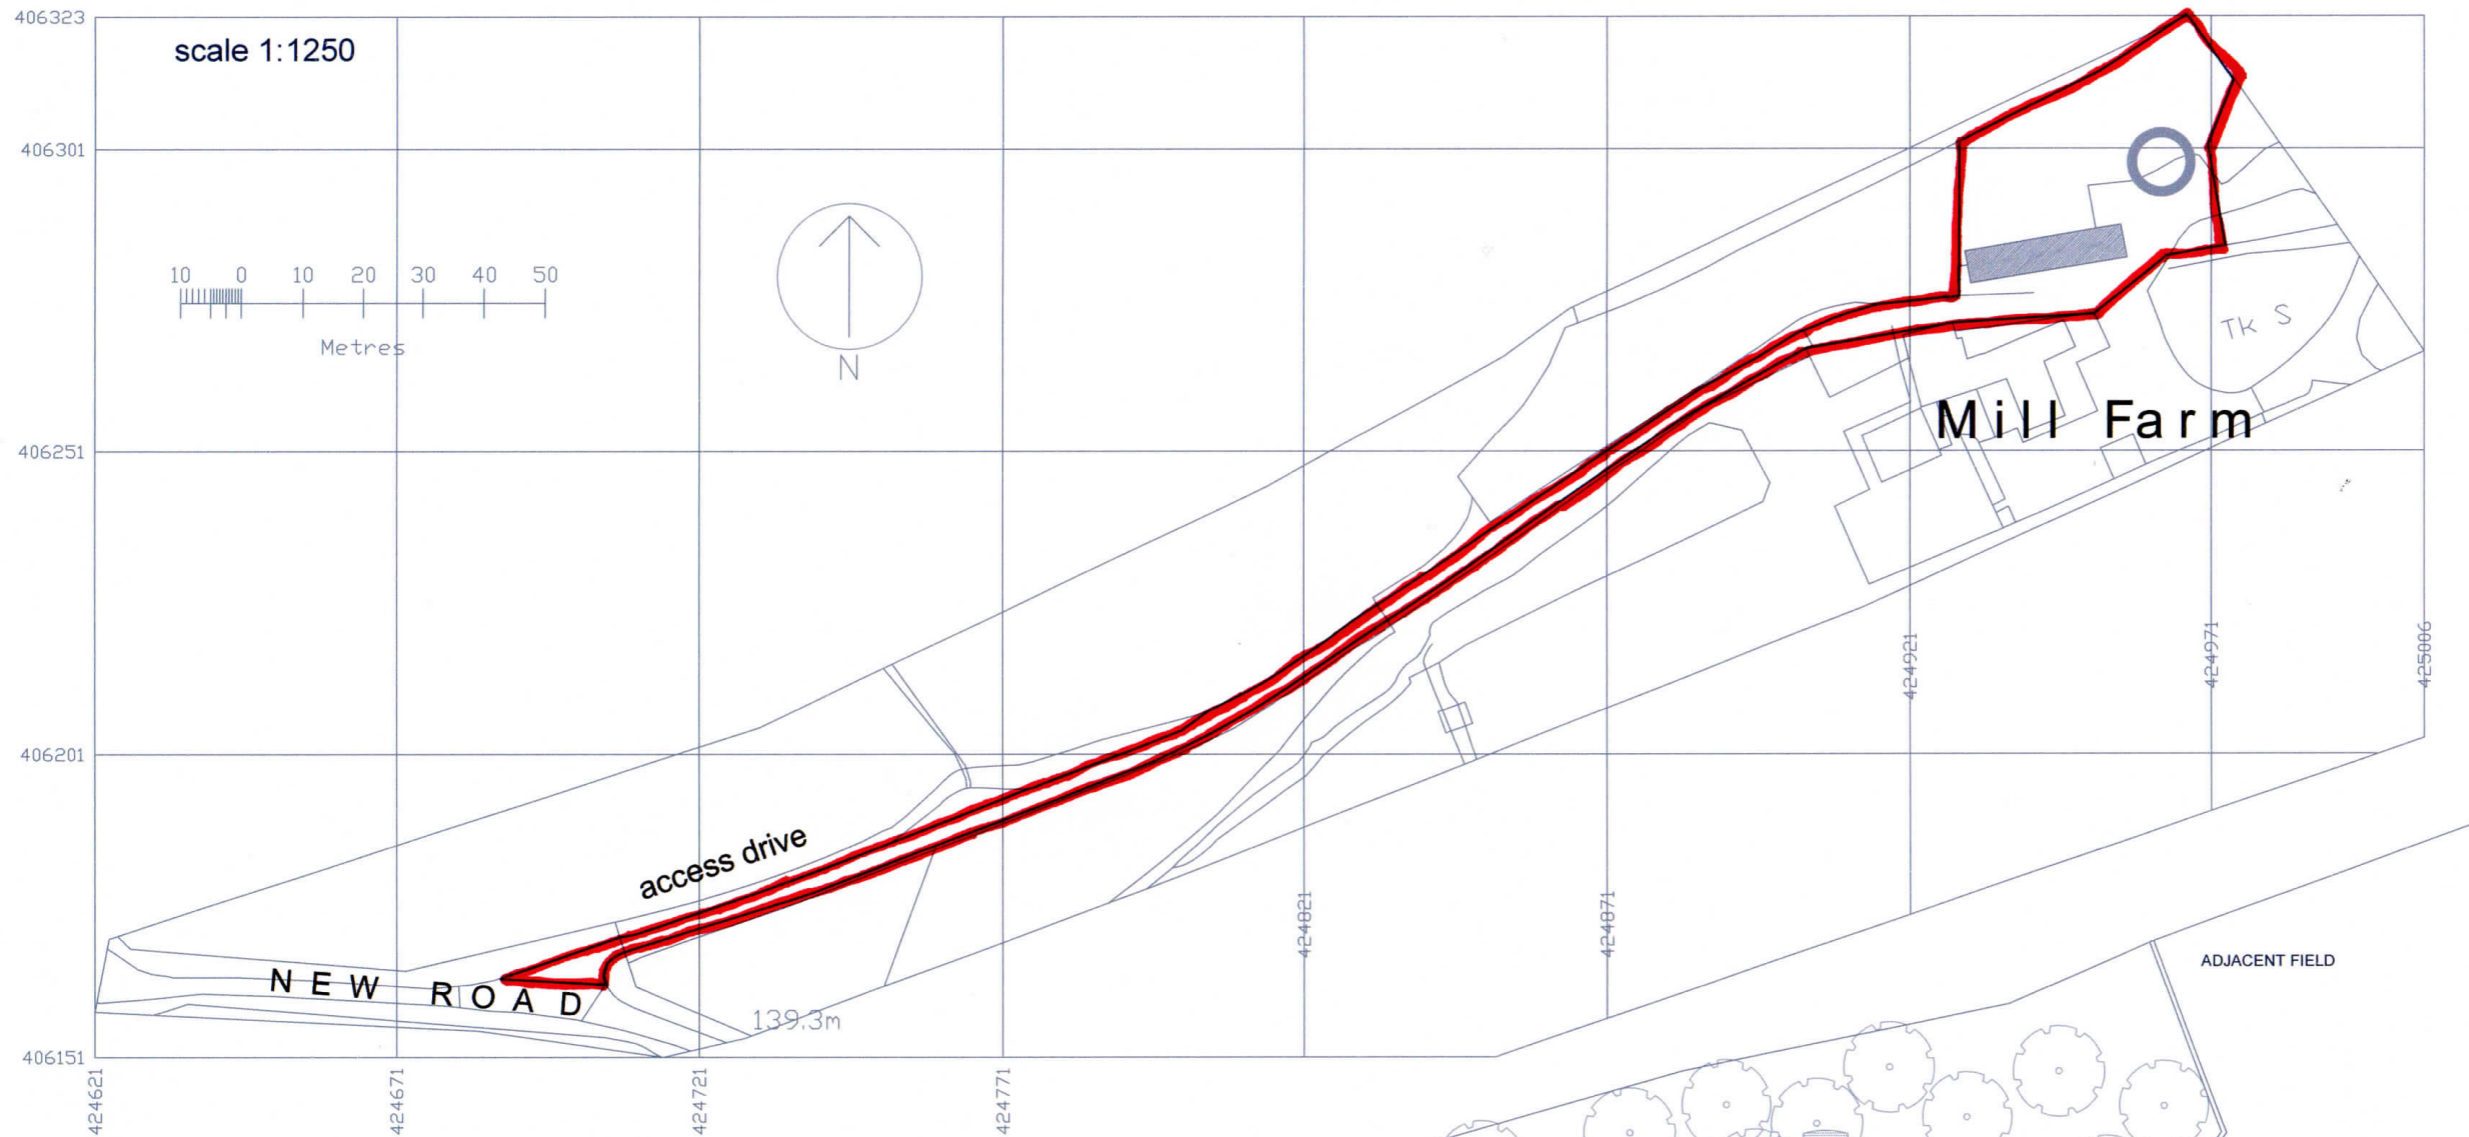 406323
scale 1:1250
406301
10 0 10 20 30 40 50
Metres
N
TK S
Mill Farm
406251
424921
424971
425006
406201
access drive
424821
424871
NEW ROAD
139.3m
ADJACENT FIELD
406151
424621
424671
424721
424771